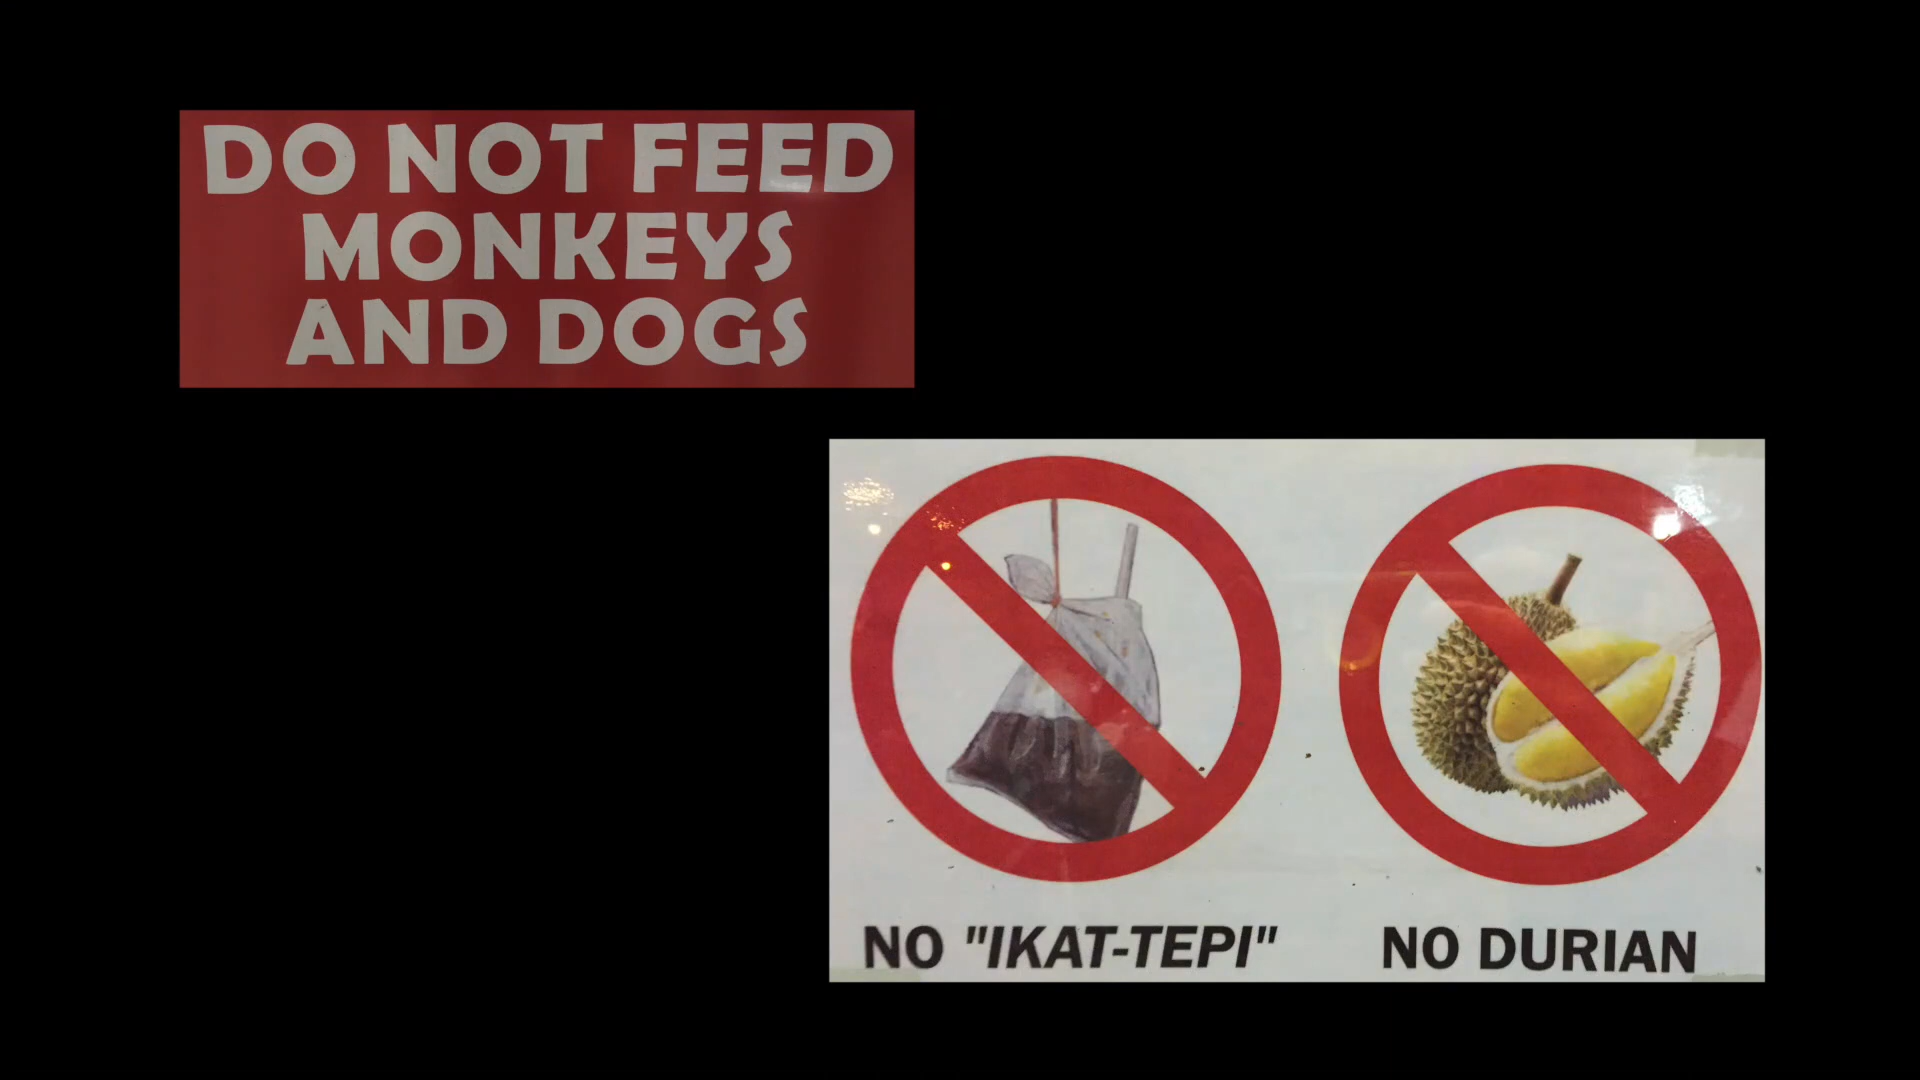 DO NOT FEED
MONKEYS
AND DOGS
NO "IKAT-TEPI"
NO DURIAN